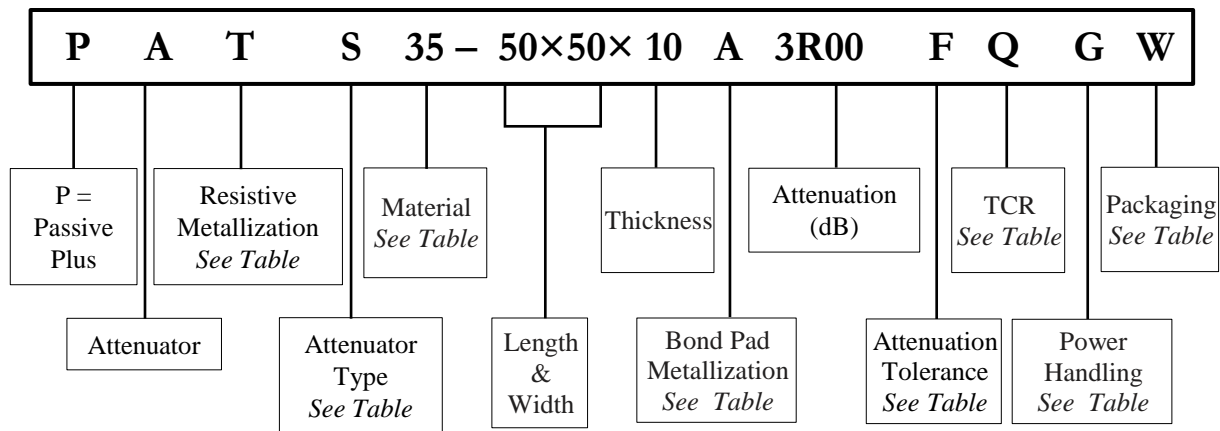 P A T S 35 – 50×50× 10 A 3R00 F Q G W
P =
Passive
Plus
Resistive
Metallization
See Table
Material
See Table
Thickness
Attenuation
(dB)
TCR
See Table
Packaging
See Table
Attenuator
Attenuator
Type
See Table
Length
&
Width
Bond Pad
Metallization
See Table
Attenuation
Tolerance
See Table
Power
Handling
See Table